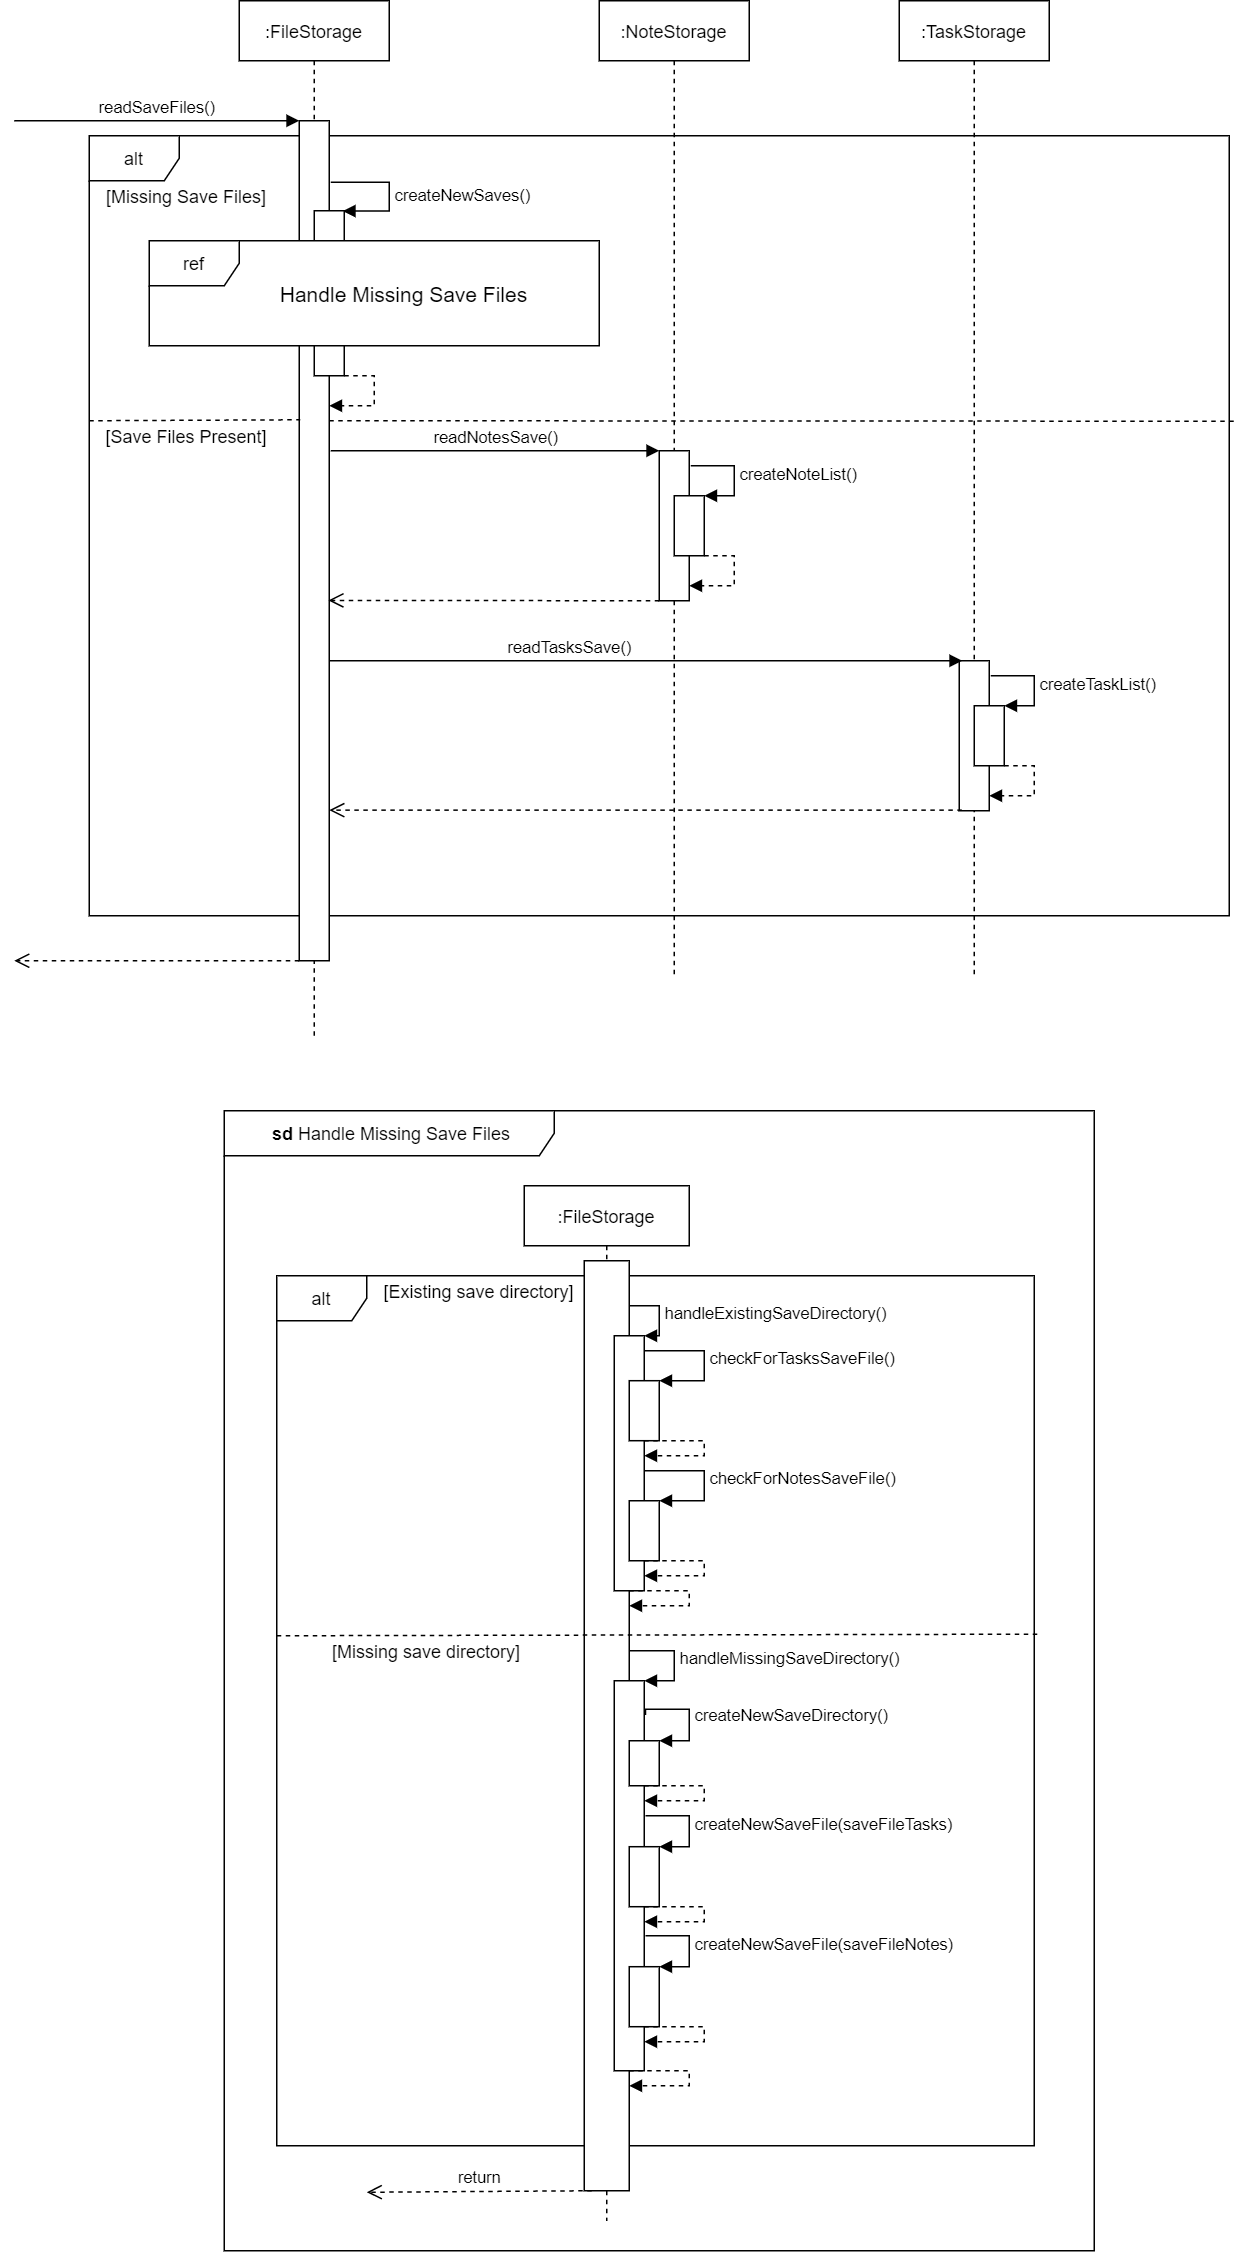 :FileStorage
:NoteStorage
:TaskStorage
readSaveFiles()
alt
[Missing Save Files]
createNewSaves()
ref
Handle Missing Save Files
[Save Files Present]
readNotesSave()
createNoteList()
readTasksSave()
createTaskList()
sd Handle Missing Save Files
:FileStorage
alt
[Existing save directory]
handleExistingSaveDirectory()
checkForTasksSaveFile()
checkForNotesSaveFile()
[Missing save directory]
handleMissingSaveDirectory()
createNewSaveDirectory()
createNewSaveFile(saveFileTasks)
createNewSaveFile(saveFileNotes)
return